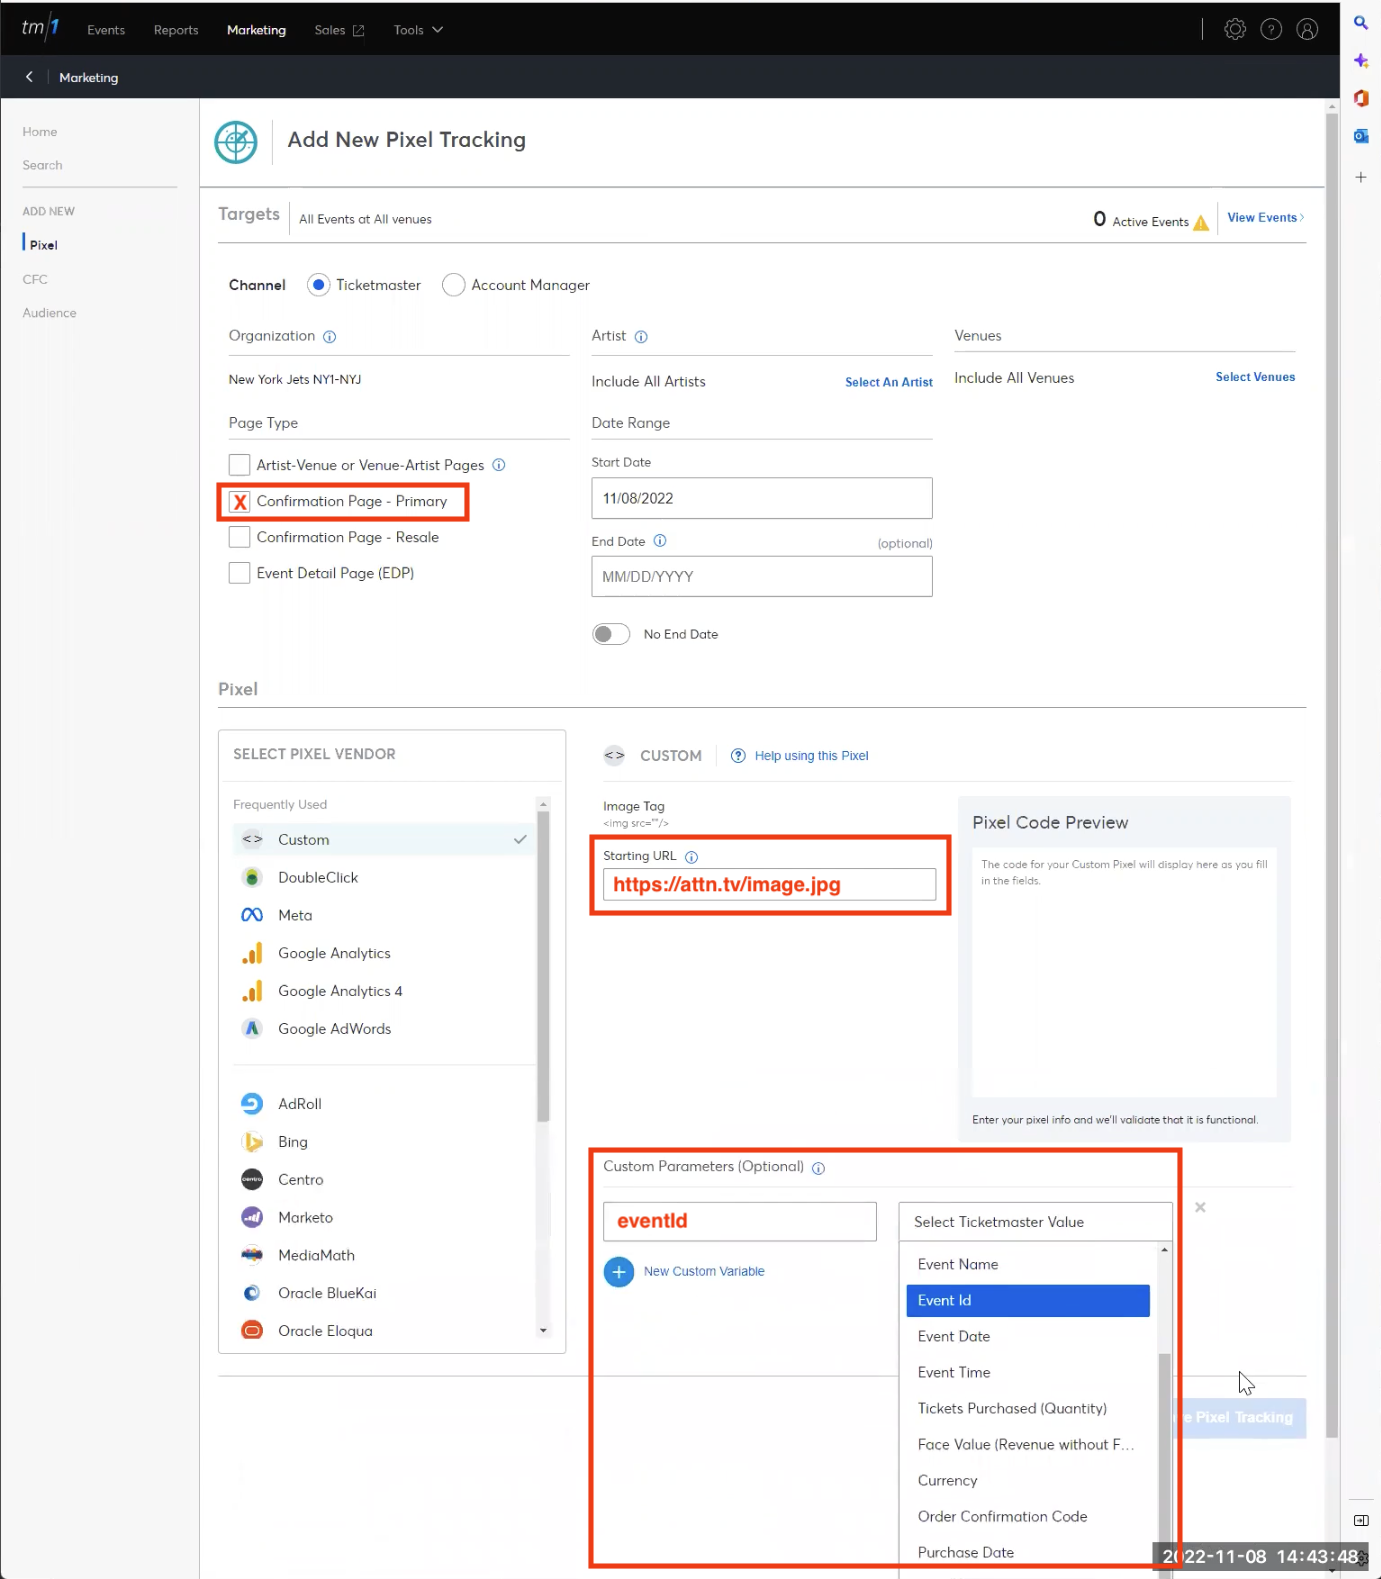 tm/1
Events
Reports
Marketing
Sales
Tools
Marketing
Home
Search
ADD NEW
Pixel
CFC
Audience
Add New Pixel Tracking
Targets
All Events at All venues
0 Active Events
View Events
Channel
Ticketmaster
Account Manager
Organization
New York Jets NY1-NYJ
Artist
Include All Artists
Select An Artist
Venues
Include All Venues
Select Venues
Page Type
Artist-Venue or Venue-Artist Pages
X Confirmation Page - Primary
Confirmation Page - Resale
Event Detail Page (EDP)
Date Range
Start Date
11/08/2022
End Date
(optional)
MM/DD/YYYY
No End Date
Pixel
SELECT PIXEL VENDOR
Frequently Used
<> Custom
DoubleClick
Meta
Google Analytics
Google Analytics 4
Google AdWords
AdRoll
Bing
Centro
Marketo
MediaMath
Oracle BlueKai
Oracle Eloqua
<> CUSTOM
Help using this Pixel
Image Tag
<img src=""/>
Starting URL
https://attn.tv/image.jpg
Pixel Code Preview
The code for your Custom Pixel will display here as you fill
in the fields.
Enter your pixel info and we'll validate that it is functional.
Custom Parameters (Optional)
eventId
New Custom Variable
Select Ticketmaster Value
Event Name
Event Id
Event Date
Event Time
Tickets Purchased (Quantity)
Face Value (Revenue without F...
Currency
Order Confirmation Code
Purchase Date
Pixel Tracking
2022-11-08 14:43:48